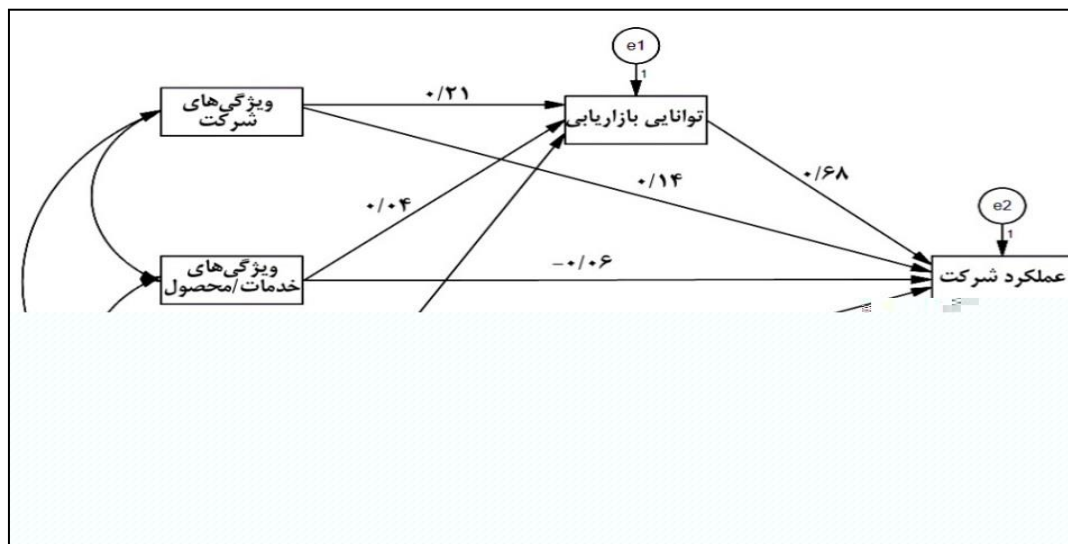 e1
1
۰/۲۱
ویژگی‌های
شرکت
توانایی بازاریابی
۰/۱۴
۰/۶۸
۰/۰۴
e2
1
ویژگی‌های
خدمات/محصول
-۰/۰۶
عملکرد شرکت